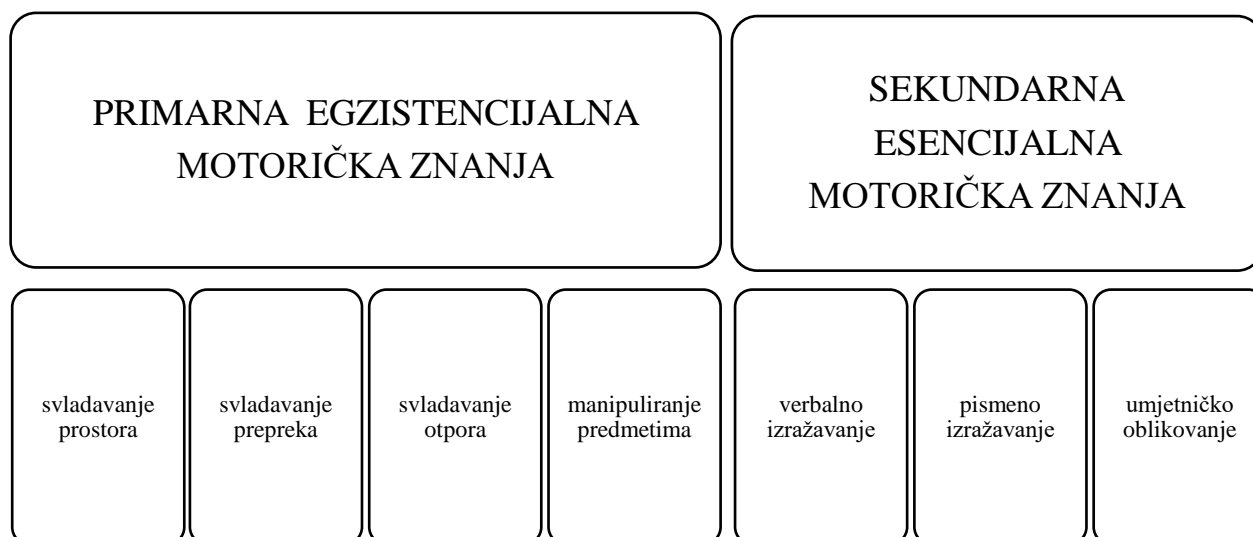 PRIMARNA EGZISTENCIJALNA
MOTORIČKA ZNANJA
SEKUNDARNA
ESENCIJALNA
MOTORIČKA ZNANJA
svladavanje
prostora
svladavanje
prepreka
svladavanje
otpora
manipuliranje
predmetima
verbalno
izražavanje
pismeno
izražavanje
umjetničko
oblikovanje